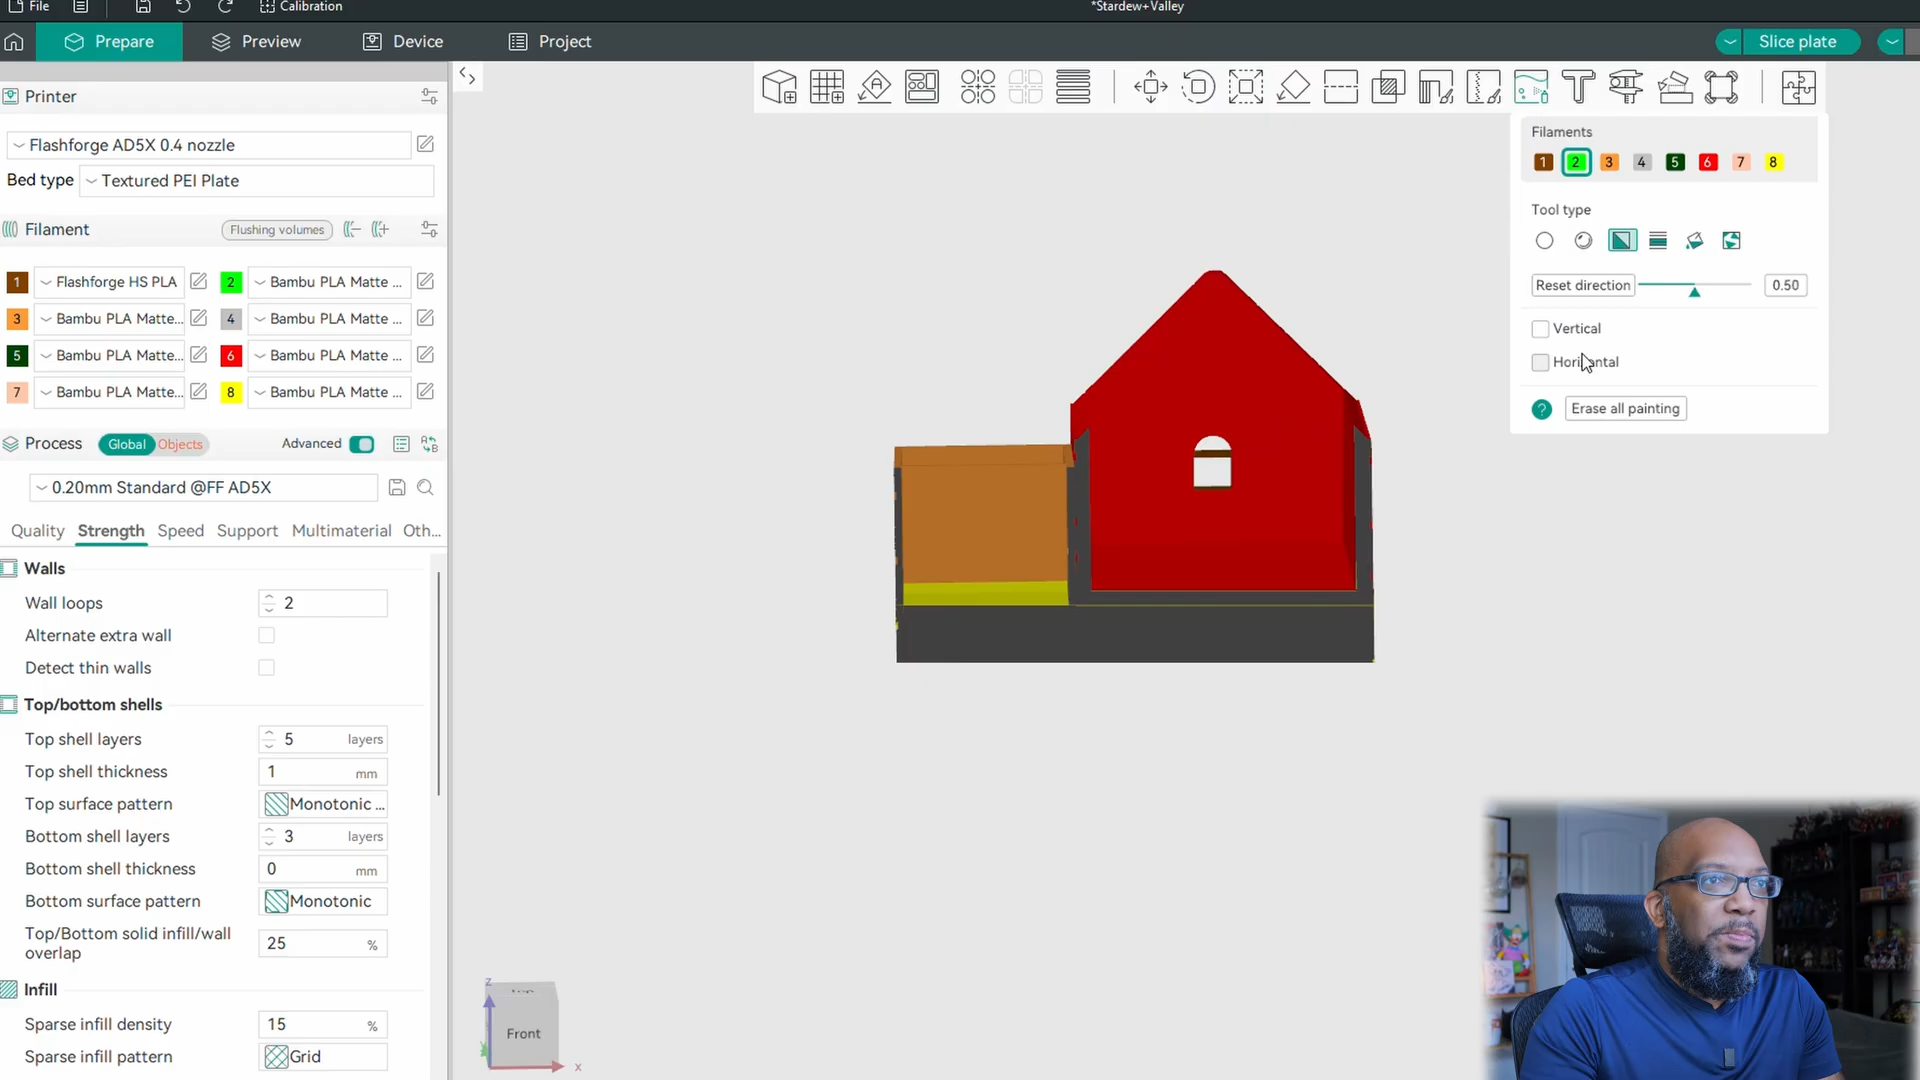 File
Calibration
*Stardew+Valley
Prepare
Preview
Device
Project
Slice plate
Printer
Flashforge AD5X 0.4 nozzle
Bed type
Textured PEI Plate
Filament
Flushing volumes
1 Flashforge HS PLA
2 Bambu PLA Matte ...
3 Bambu PLA Matte...
4 Bambu PLA Matte ...
5 Bambu PLA Matte...
6 Bambu PLA Matte ...
7 Bambu PLA Matte...
8 Bambu PLA Matte ...
Process
Global
Objects
Advanced
0.20mm Standard @FF AD5X
Quality
Strength
Speed
Support
Multimaterial
Oth...
Walls
Wall loops 2
Alternate extra wall
Detect thin walls
Top/bottom shells
Top shell layers 5 layers
Top shell thickness 1 mm
Top surface pattern Monotonic ...
Bottom shell layers 3 layers
Bottom shell thickness 0 mm
Bottom surface pattern Monotonic
Top/Bottom solid infill/wall
overlap 25 %
Infill
Sparse infill density 15 %
Sparse infill pattern Grid
Filaments
1 2 3 4 5 6 7 8
Tool type
Reset direction 0.50
Vertical
Horizontal
? Erase all painting
Z
Top
Front
X